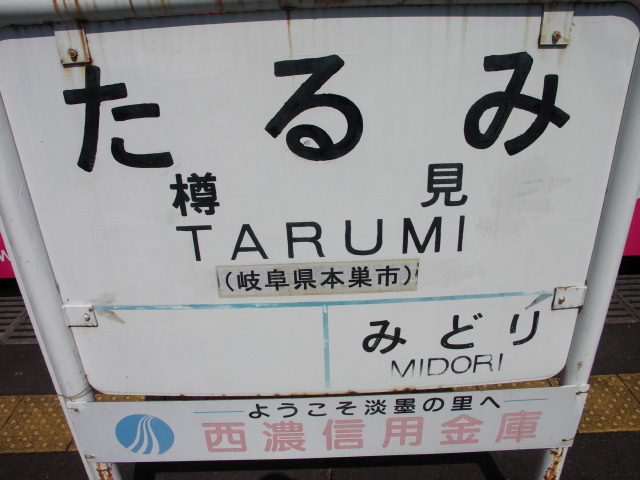 たるみ
樽見
TARUMI
(岐阜県本巣市)
みどり
MIDORI
ようこそ淡墨の里へ
西濃信用金庫